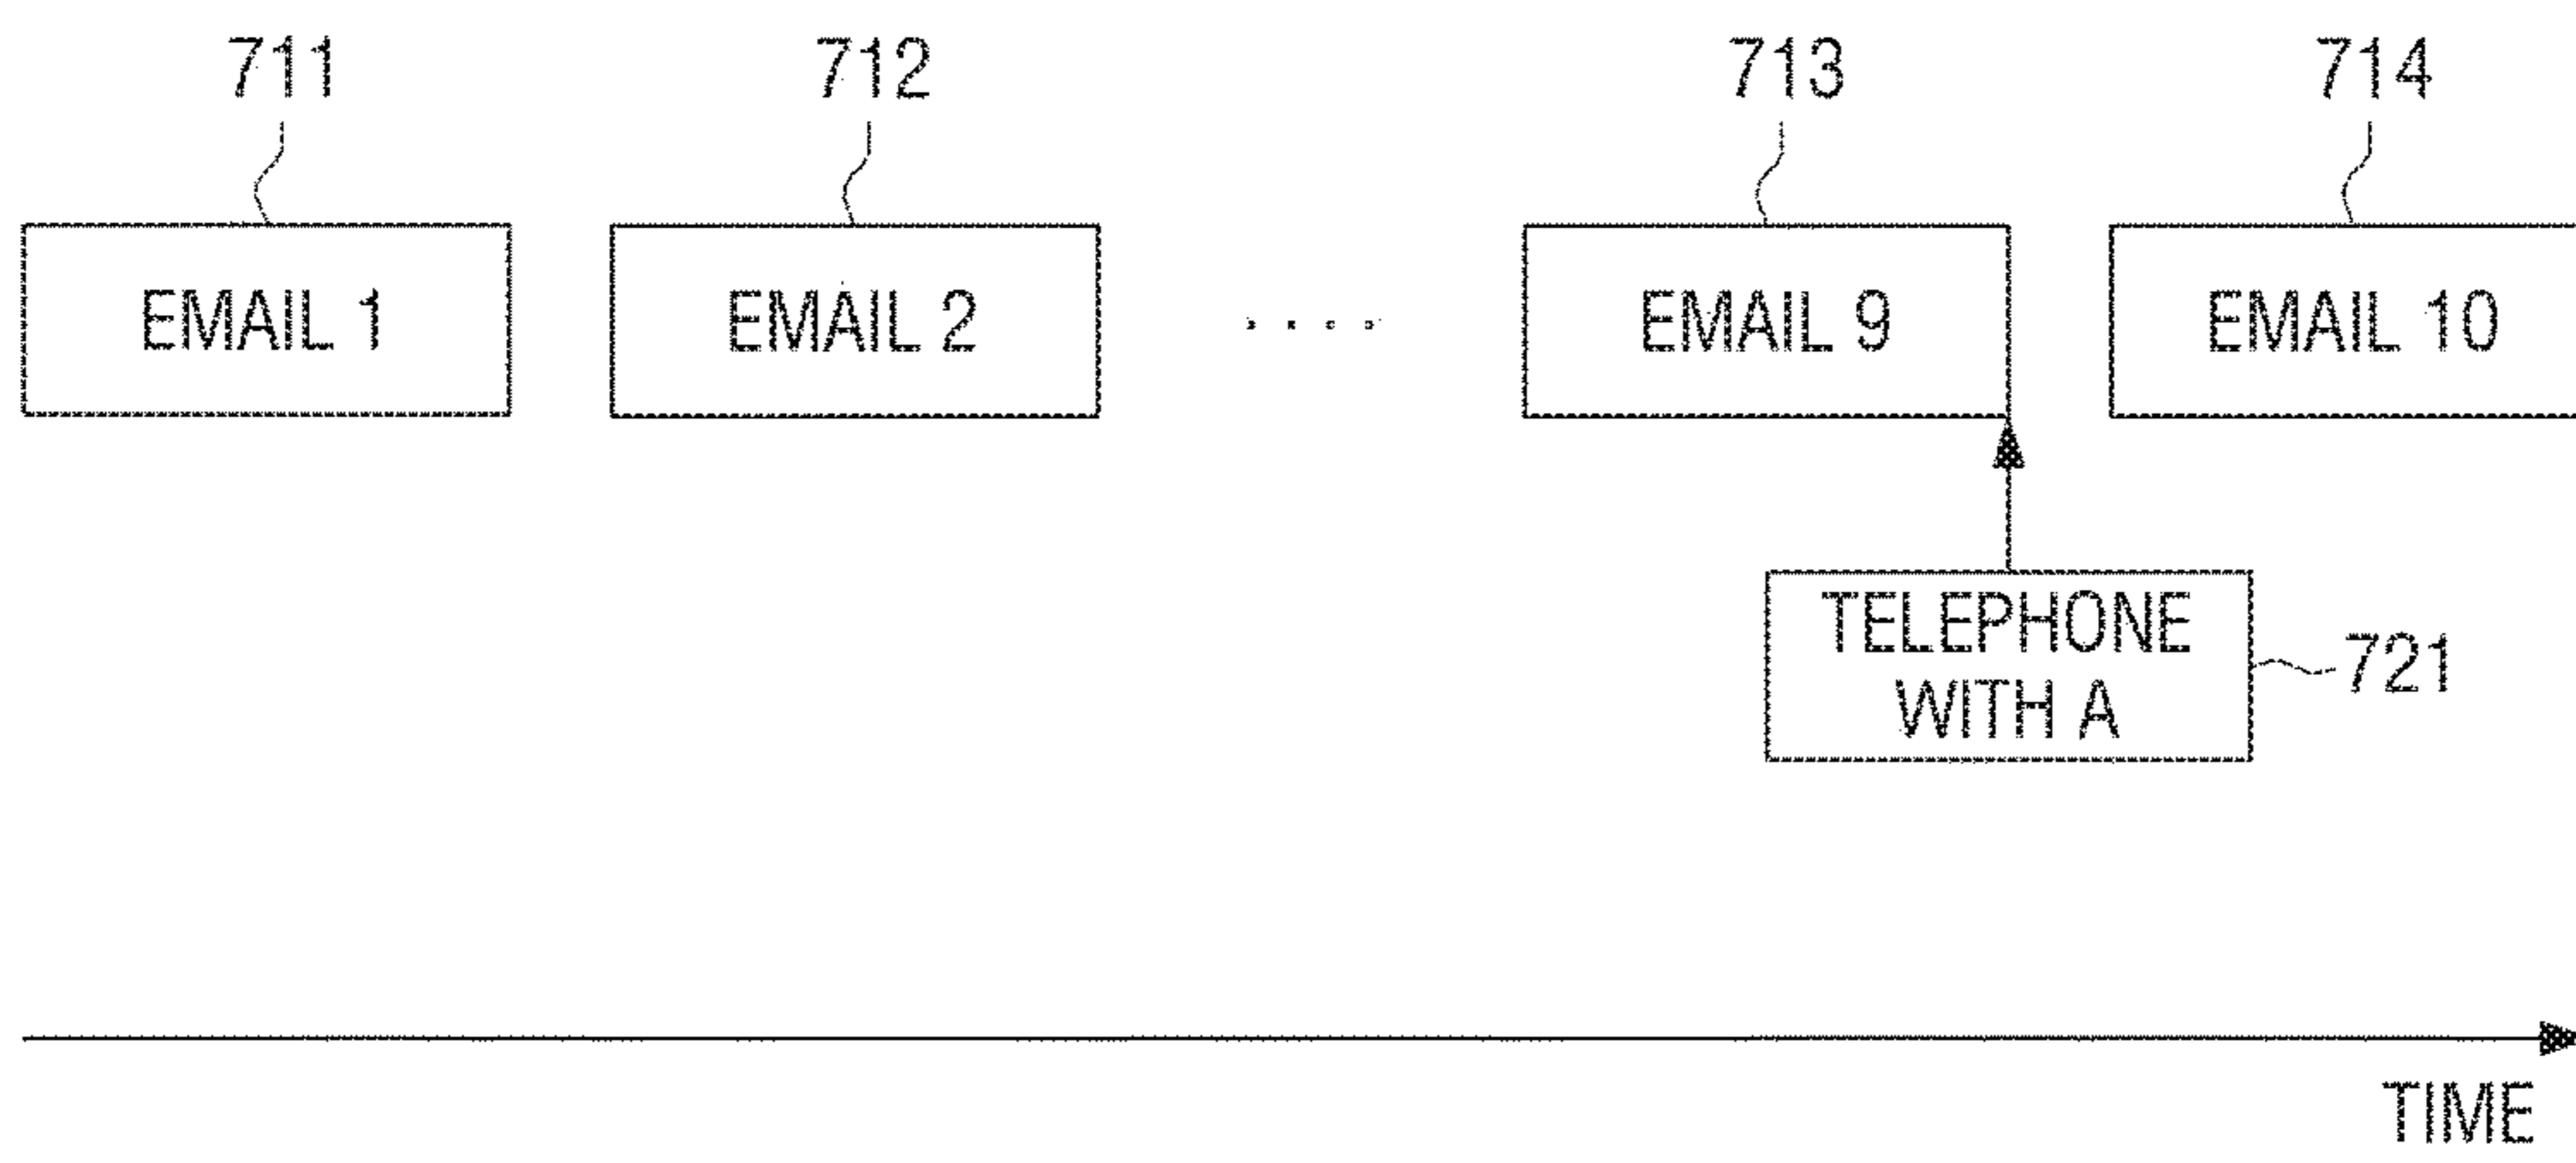 711 712 713 714
EMAIL 1 EMAIL 2 .... EMAIL 9 EMAIL 10
TELEPHONE
WITH A
721
TIME